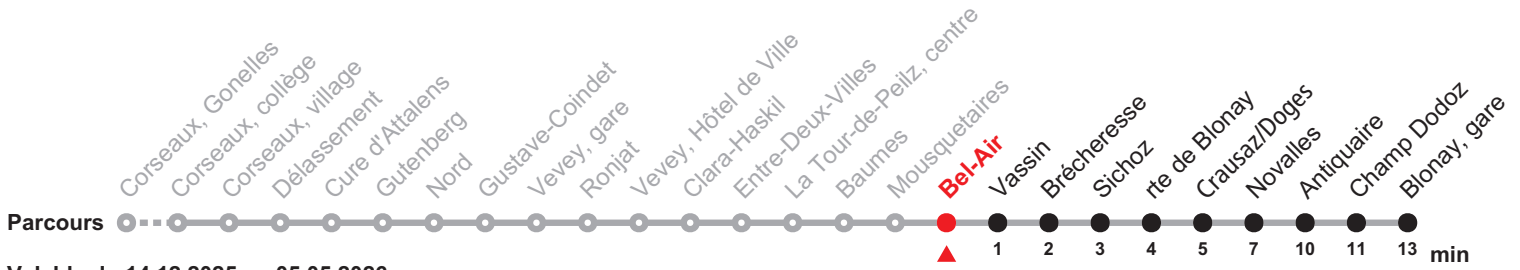 Corseaux, Gonelles
Corseaux, collège
Corseaux, village
Délassement
Cure d'Attalens
Gutenberg
Nord
Gustave-Coindet
Vevey, gare
Ronjat
Vevey, Hôtel de Ville
Clara-Haskil
Entre-Deux-Villes
La Tour-de-Peilz, centre
Baumes
Mousquetaires
Bel-Air
Vassin
Brécheresse
Sichoz
rte de Blonay
Crausaz/Doges
Novalles
Antiquaire
Champ Dodoz
Blonay, gare
Parcours
1 2 3 4 5 7 10 11 13 min